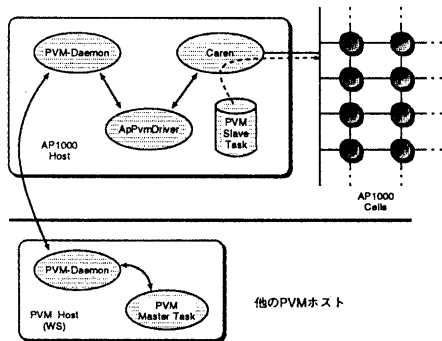 PVM-Daemon
Caren
ApPvmDriver
PVM
Slave
Task
AP1000
Host
AP1000
Cells
PVM-Daemon
PVM Host
(WS)
PVM
Master Task
他のPVMホスト